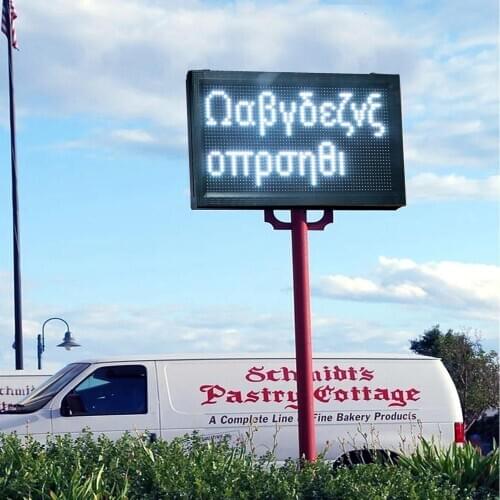 Ωαβγδεζνξ
οπρσηθι
Schmidt's
Pastry Cottage
A Complete Line of Fine Bakery Products